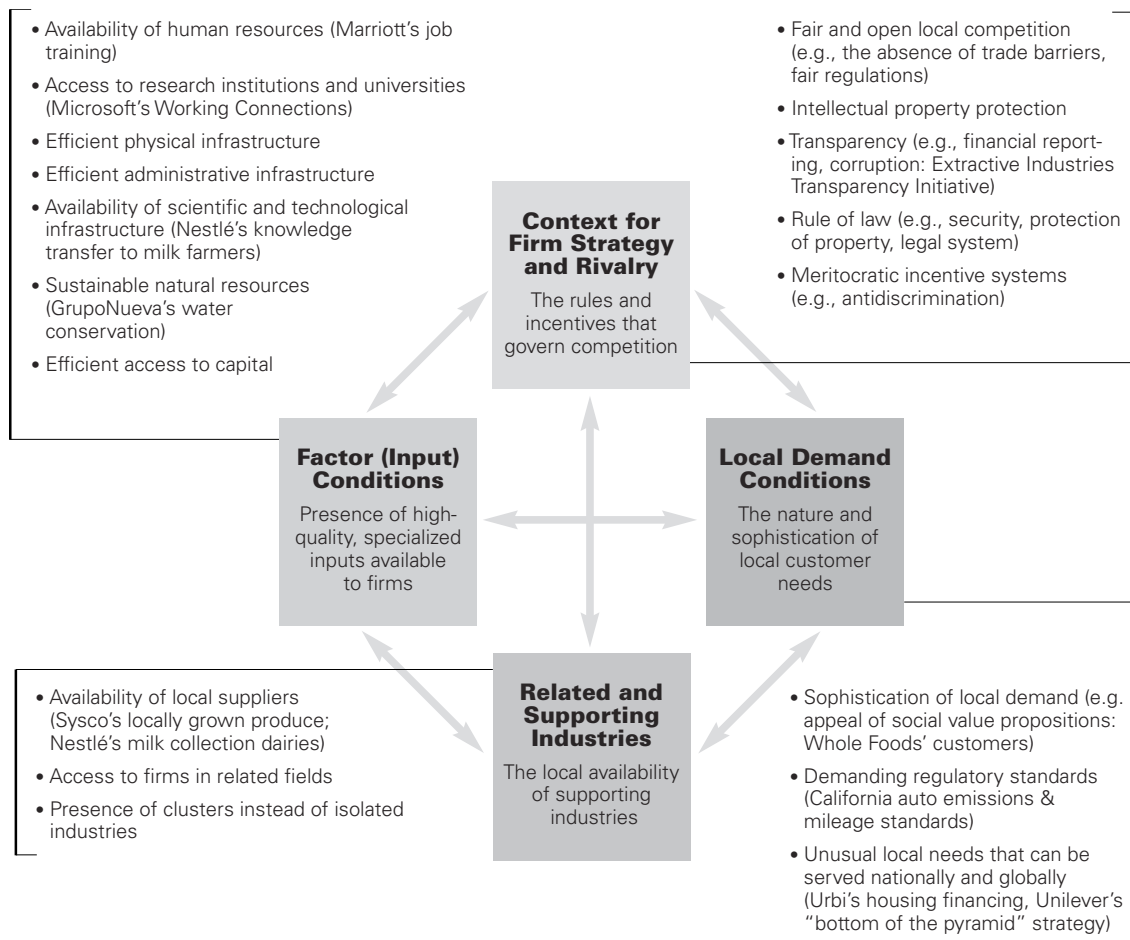 • Availability of human resources (Marriott’s job
training)
• Access to research institutions and universities
(Microsoft’s Working Connections)
• Efficient physical infrastructure
• Efficient administrative infrastructure
• Availability of scientific and technological
infrastructure (Nestlé’s knowledge
transfer to milk farmers)
• Sustainable natural resources
(GrupoNueva’s water
conservation)
• Efficient access to capital
• Fair and open local competition
(e.g., the absence of trade barriers,
fair regulations)
• Intellectual property protection
• Transparency (e.g., financial report-
ing, corruption: Extractive Industries
Transparency Initiative)
• Rule of law (e.g., security, protection
of property, legal system)
• Meritocratic incentive systems
(e.g., antidiscrimination)
Context for
Firm Strategy
and Rivalry
The rules and
incentives that
govern competition
Factor (Input)
Conditions
Presence of high-
quality, specialized
inputs available
to firms
Local Demand
Conditions
The nature and
sophistication of
local customer
needs
Related and
Supporting
Industries
The local availability
of supporting
industries
• Availability of local suppliers
(Sysco’s locally grown produce;
Nestlé’s milk collection dairies)
• Access to firms in related fields
• Presence of clusters instead of isolated
industries
• Sophistication of local demand (e.g.
appeal of social value propositions:
Whole Foods’ customers)
• Demanding regulatory standards
(California auto emissions &
mileage standards)
• Unusual local needs that can be
served nationally and globally
(Urbi’s housing financing, Unilever’s
“bottom of the pyramid” strategy)